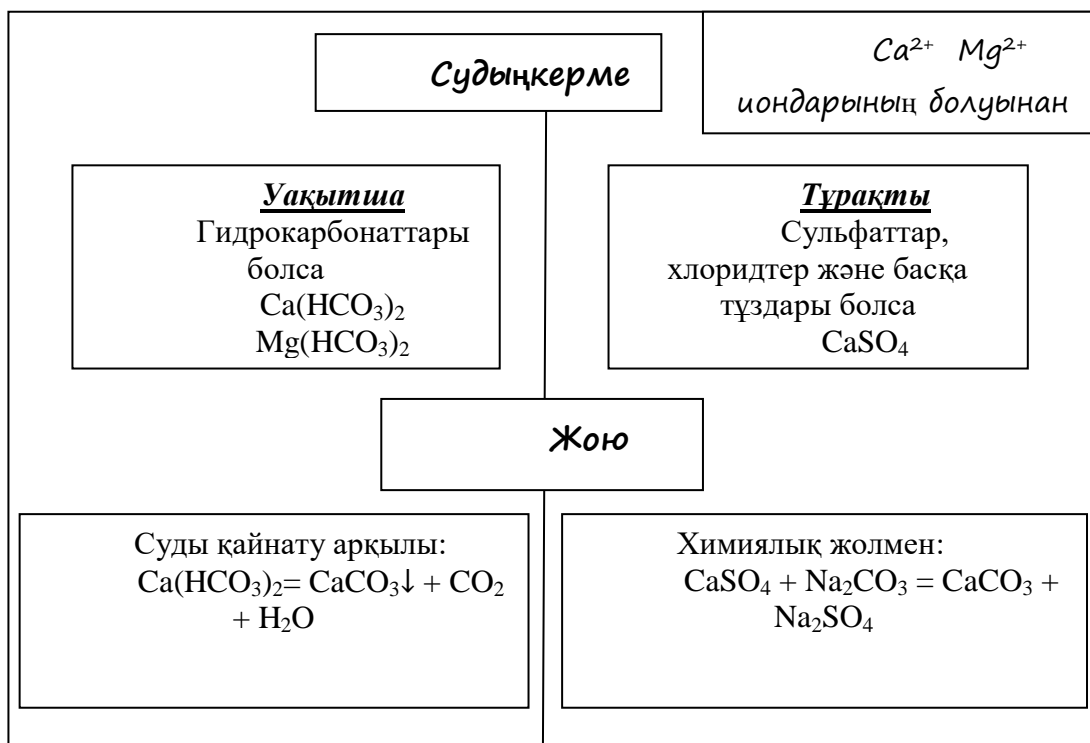 Судыңкерме
Ca²⁺ Mg²⁺
иондарының болуынан
Уақытша
Гидрокарбонаттары
болса
Ca(HCO₃)₂
Mg(HCO₃)₂
Тұрақты
Сульфаттар,
хлоридтер және басқа
тұздары болса
CaSO₄
Жою
Суды қайнату арқылы:
Ca(HCO₃)₂= CaCO₃↓ + CO₂
+ H₂O
Химиялық жолмен:
CaSO₄ + Na₂CO₃ = CaCO₃ +
Na₂SO₄